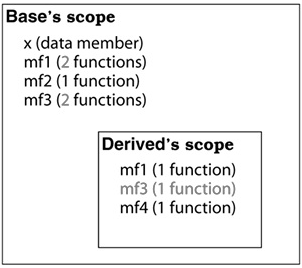 Base's scope
x (data member)
mf1 (2 functions)
mf2 (1 function)
mf3 (2 functions)
Derived's scope
mf1 (1 function)
mf3 (1 function)
mf4 (1 function)